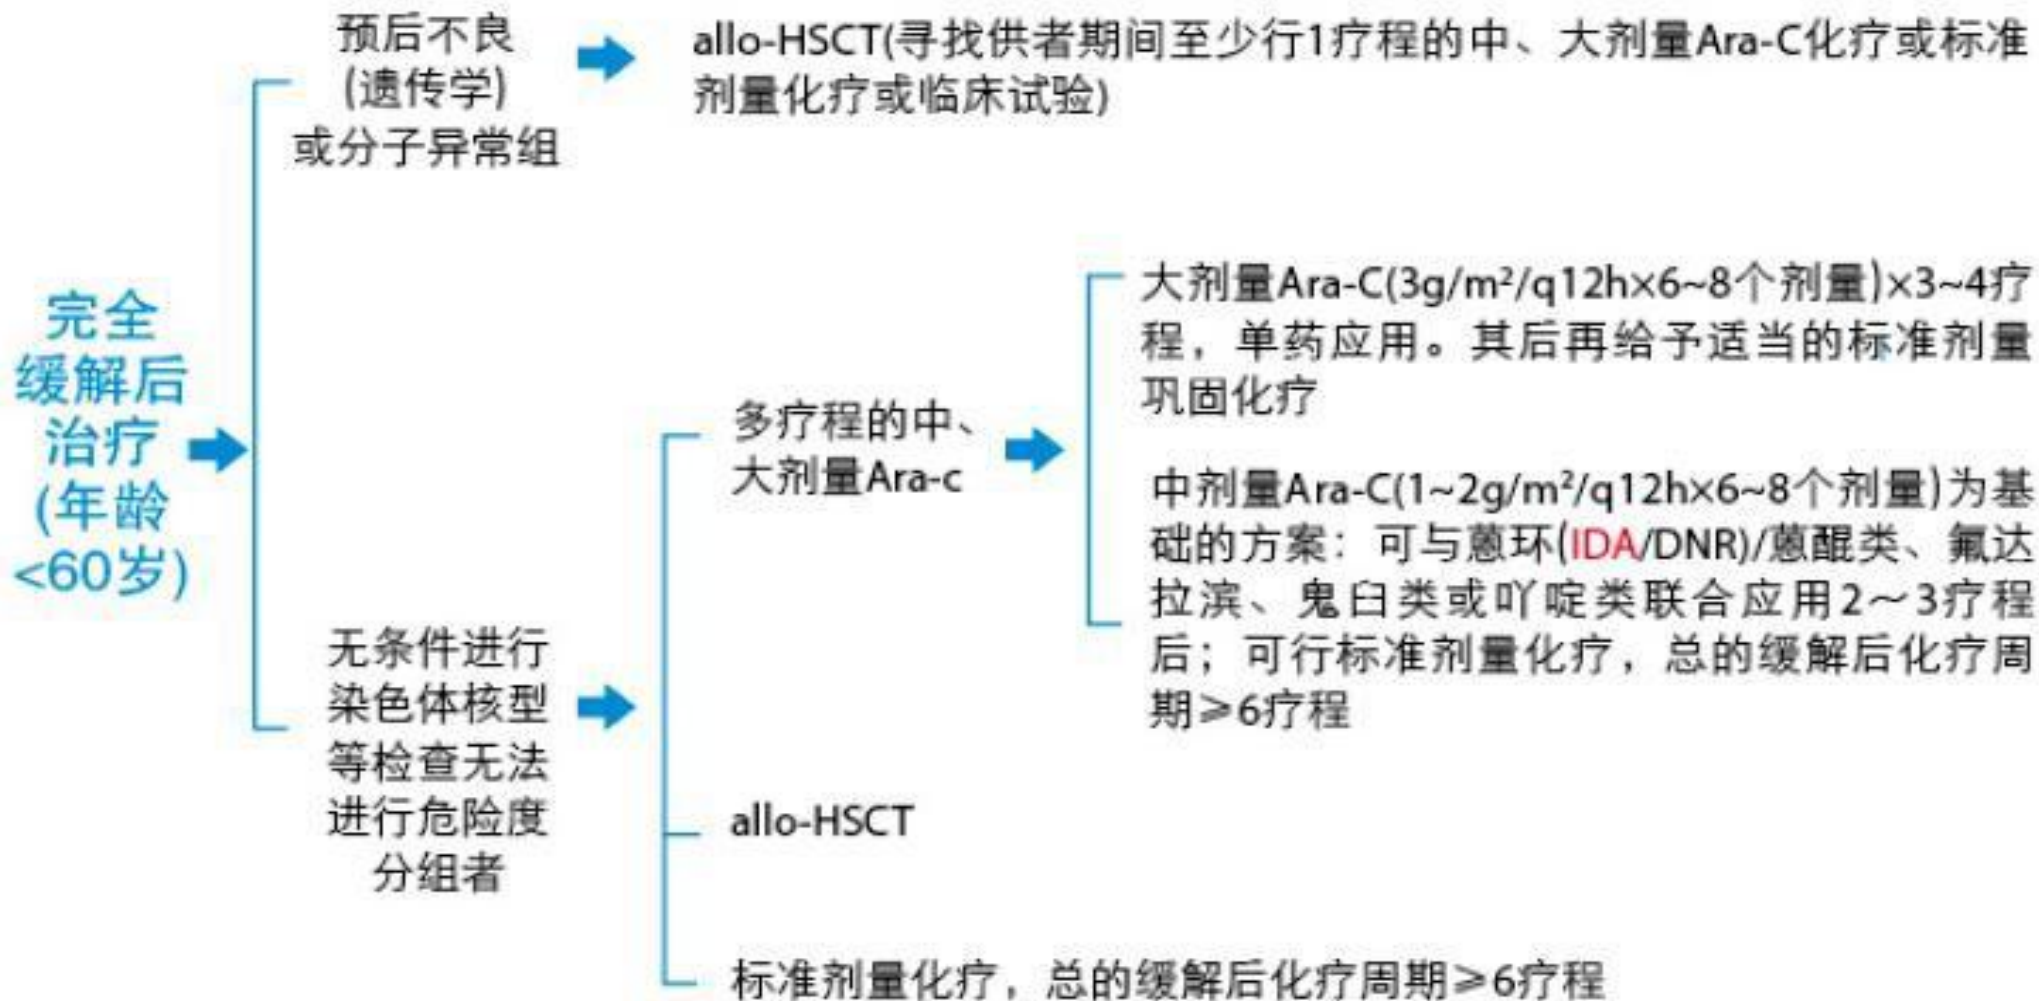 完全
缓解后
治疗
(年龄
<60岁)
预后不良
(遗传学)
或分子异常组
allo-HSCT(寻找供者期间至少行1疗程的中、大剂量Ara-C化疗或标准
剂量化疗或临床试验)
无条件进行
染色体核型
等检查无法
进行危险度
分组者
多疗程的中、
大剂量Ara-c
大剂量Ara-C(3g/m²/q12h×6~8个剂量)×3~4疗
程，单药应用。其后再给予适当的标准剂量
巩固化疗
中剂量Ara-C(1~2g/m²/q12h×6~8个剂量)为基
础的方案：可与蒽环(IDA/DNR)/蒽醌类、氟达
拉滨、鬼臼类或吖啶类联合应用2～3疗程
后；可行标准剂量化疗，总的缓解后化疗周
期≥6疗程
allo-HSCT
标准剂量化疗，总的缓解后化疗周期≥6疗程